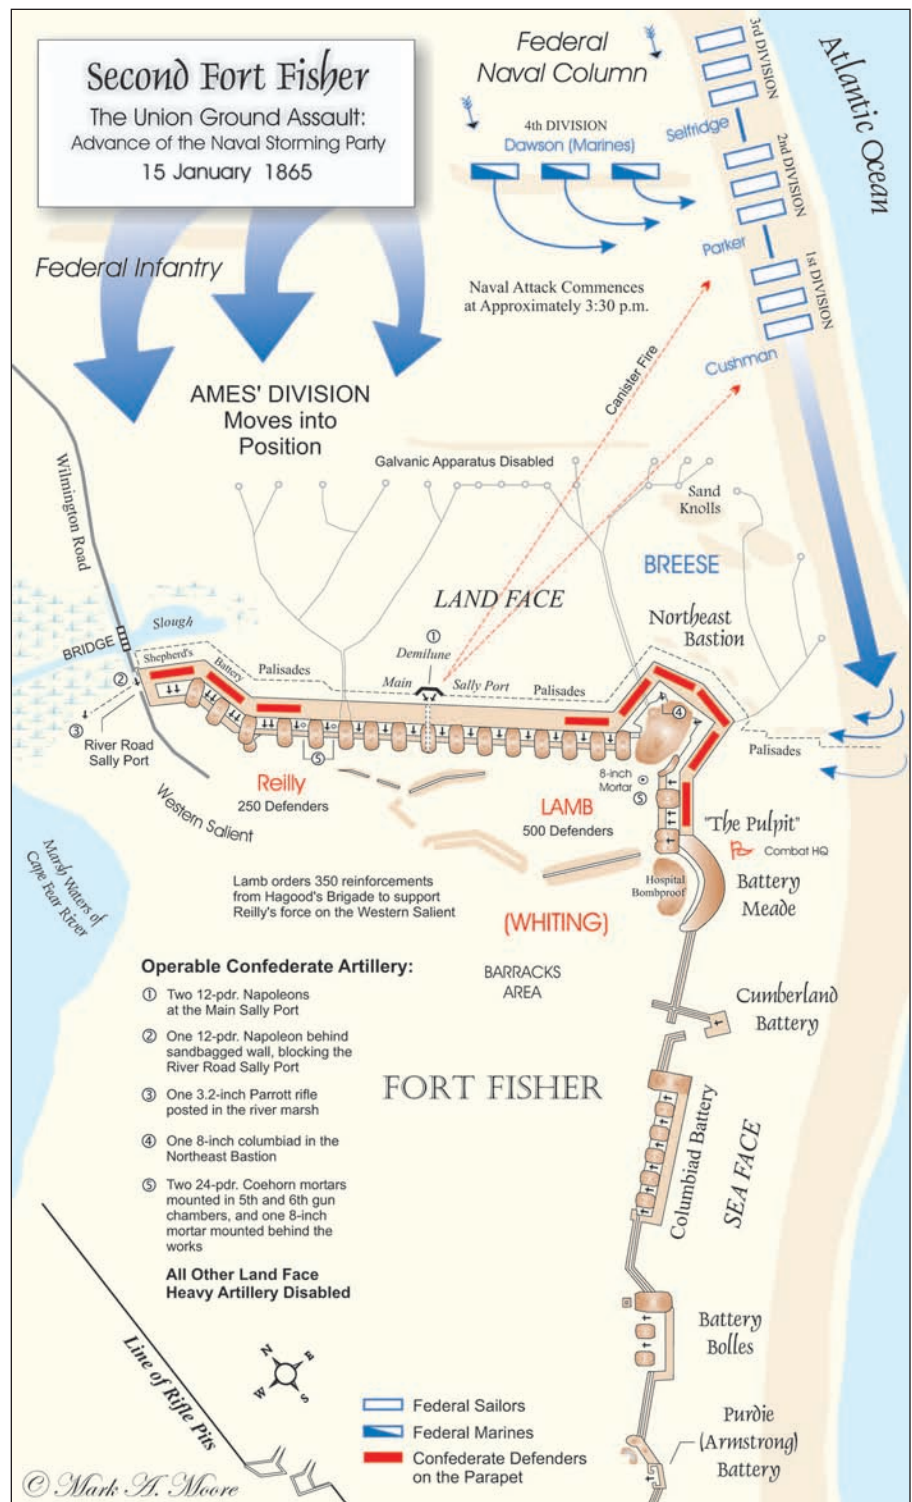 Second Fort Fisher
The Union Ground Assault:
Advance of the Naval Storming Party
15 January 1865
Federal
Naval Column
3rd DIVISION
Atlantic Ocean
Selfridge
4th DIVISION
Dawson (Marines)
2nd DIVISION
Parker
1st DIVISION
Federal Infantry
Naval Attack Commences
at Approximately 3:30 p.m.
Cushman
Canister Fire
AMES' DIVISION
Moves into
Position
Wilmington Road
Galvanic Apparatus Disabled
Sand
Knolls
BREESE
LAND FACE
Northeast
Bastion
Slough
BRIDGE
1
Demilune
Shepherd's
Battery
Palisades
Main
Sally Port
Palisades
2
3
4
River Road
Sally Port
Palisades
5
8-inch
Mortar
5
Reilly
250 Defenders
LAMB
500 Defenders
Western Salient
"The Pulpit"
Combat HQ
Marsh Waters of
Cape Fear River
Lamb orders 350 reinforcements
from Hagood's Brigade to support
Reilly's force on the Western Salient
Hospital
Bombproof
Battery
Meade
(WHITING)
BARRACKS
AREA
Operable Confederate Artillery:
1 Two 12-pdr. Napoleons
at the Main Sally Port
2 One 12-pdr. Napoleon behind
sandbagged wall, blocking the
River Road Sally Port
3 One 3.2-inch Parrott rifle
posted in the river marsh
4 One 8-inch columbiad in the
Northeast Bastion
5 Two 24-pdr. Coehorn mortars
mounted in 5th and 6th gun
chambers, and one 8-inch
mortar mounted behind the
works
All Other Land Face
Heavy Artillery Disabled
Cumberland
Battery
FORT FISHER
Columbiad Battery
SEA FACE
Battery
Bolles
Line of Rifle Pits
N
E
W
S
Federal Sailors
Federal Marines
Confederate Defenders
on the Parapet
Purdie
(Armstrong)
Battery
© Mark A. Moore